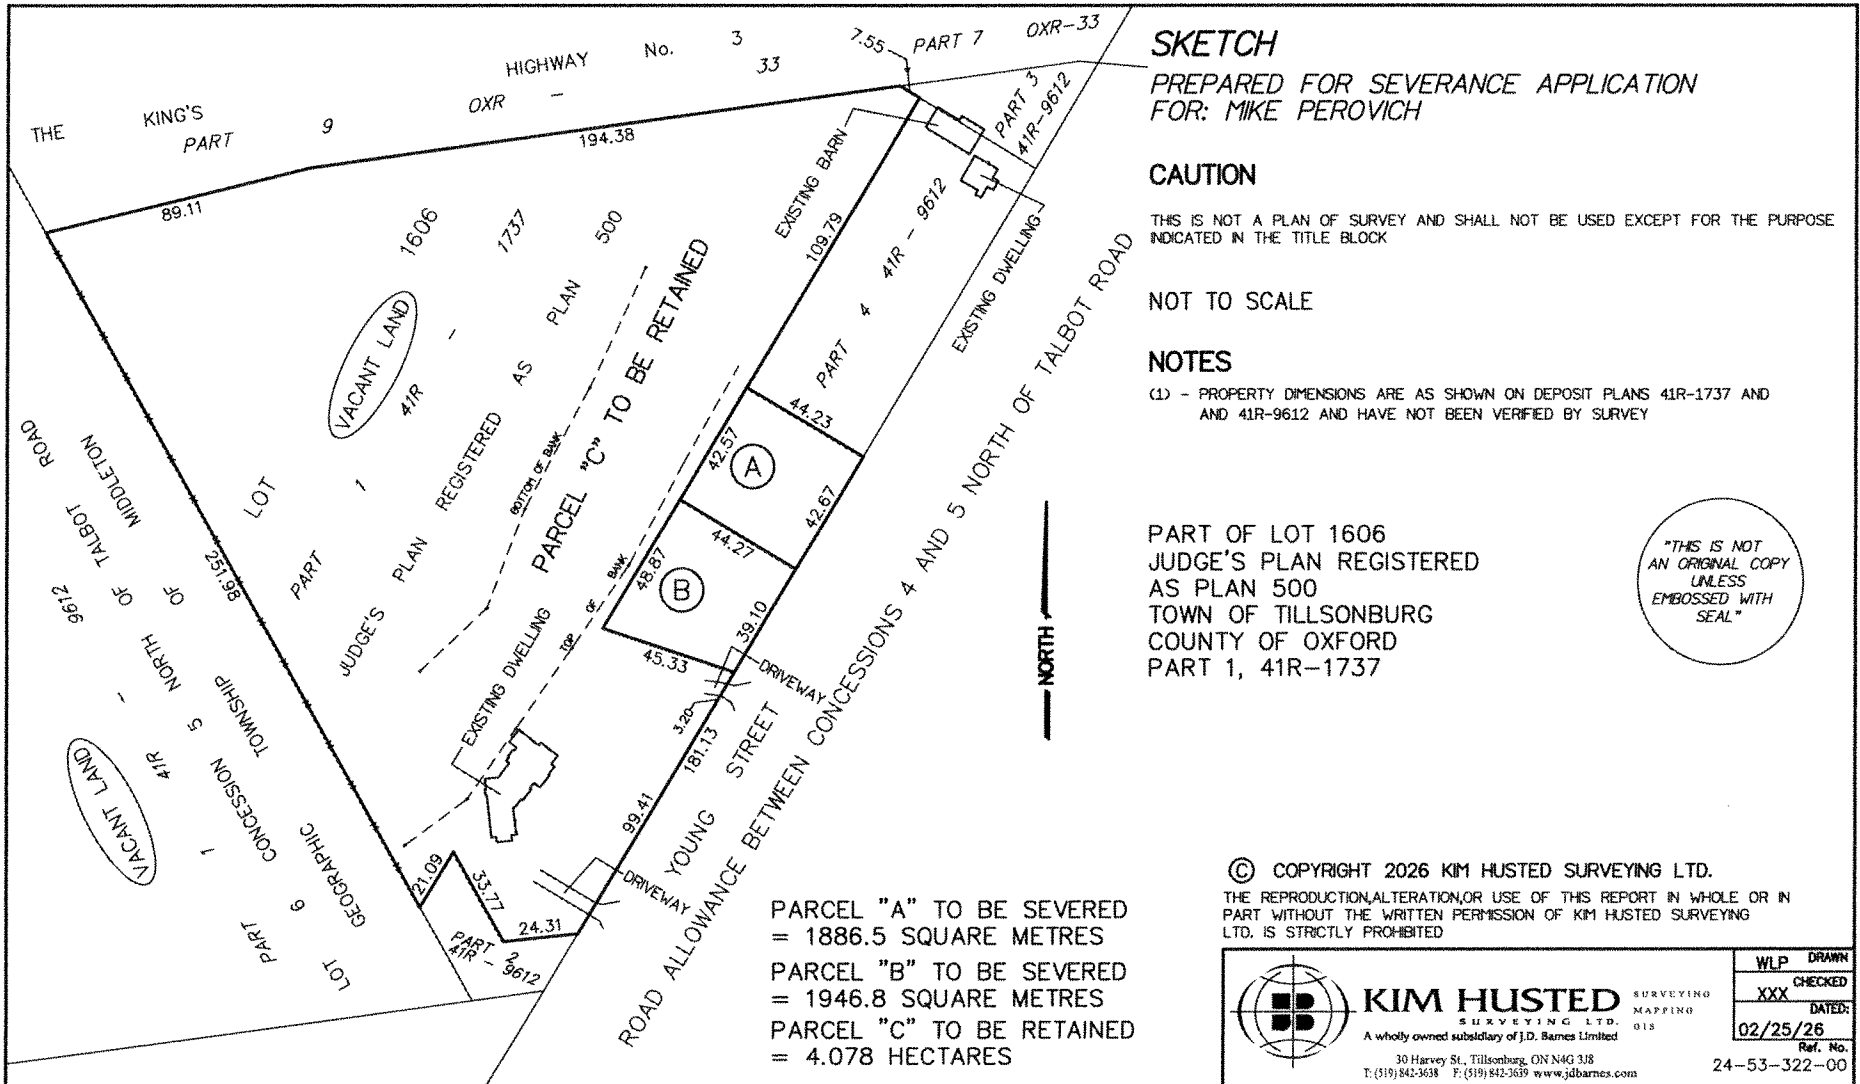 THE KING'S HIGHWAY No. 3
PART 9 OXR - 33
7.55
PART 7 OXR-33
PART 3
41R-9612
194.38
89.11
EXISTING BARN
109.79
PART 4 41R - 9612
EXISTING DWELLING
LOT 1606
PART 1 41R - 1737
JUDGE'S PLAN REGISTERED AS PLAN 500
VACANT LAND
BOTTOM OF BANK
PARCEL "C" TO BE RETAINED
TOP OF BANK
44.23
42.57
A
42.67
44.27
48.87
B
39.10
45.33
DRIVEWAY
3.20
181.13
99.41
YOUNG STREET
ROAD ALLOWANCE BETWEEN CONCESSIONS 4 AND 5 NORTH OF TALBOT ROAD
EXISTING DWELLING
251.98
21.09
33.77
24.31
DRIVEWAY
PART 2
41R - 9612
LOT 6 CONCESSION 5 NORTH OF TALBOT ROAD
GEOGRAPHIC TOWNSHIP OF MIDDLETON
PART 1 41R - 9612
VACANT LAND
SKETCH
PREPARED FOR SEVERANCE APPLICATION
FOR: MIKE PEROVICH
CAUTION
THIS IS NOT A PLAN OF SURVEY AND SHALL NOT BE USED EXCEPT FOR THE PURPOSE
INDICATED IN THE TITLE BLOCK
NOT TO SCALE
NOTES
(1) - PROPERTY DIMENSIONS ARE AS SHOWN ON DEPOSIT PLANS 41R-1737 AND
AND 41R-9612 AND HAVE NOT BEEN VERIFIED BY SURVEY
NORTH
PART OF LOT 1606
JUDGE'S PLAN REGISTERED
AS PLAN 500
TOWN OF TILLSONBURG
COUNTY OF OXFORD
PART 1, 41R-1737
"THIS IS NOT
AN ORIGINAL COPY
UNLESS
EMBOSSED WITH
SEAL"
PARCEL "A" TO BE SEVERED
= 1886.5 SQUARE METRES
PARCEL "B" TO BE SEVERED
= 1946.8 SQUARE METRES
PARCEL "C" TO BE RETAINED
= 4.078 HECTARES
© COPYRIGHT 2026 KIM HUSTED SURVEYING LTD.
THE REPRODUCTION,ALTERATION,OR USE OF THIS REPORT IN WHOLE OR IN
PART WITHOUT THE WRITTEN PERMISSION OF KIM HUSTED SURVEYING
LTD. IS STRICTLY PROHIBITED
KIM HUSTED
SURVEYING LTD.
A wholly owned subsidiary of J.D. Barnes Limited
SURVEYING
MAPPING
GIS
30 Harvey St., Tillsonburg, ON N4G 3J8
T: (519) 842-3638 F: (519) 842-3639 www.jdbarnes.com
WLP DRAWN
XXX CHECKED
DATED:
02/25/26
Ref. No.
24-53-322-00